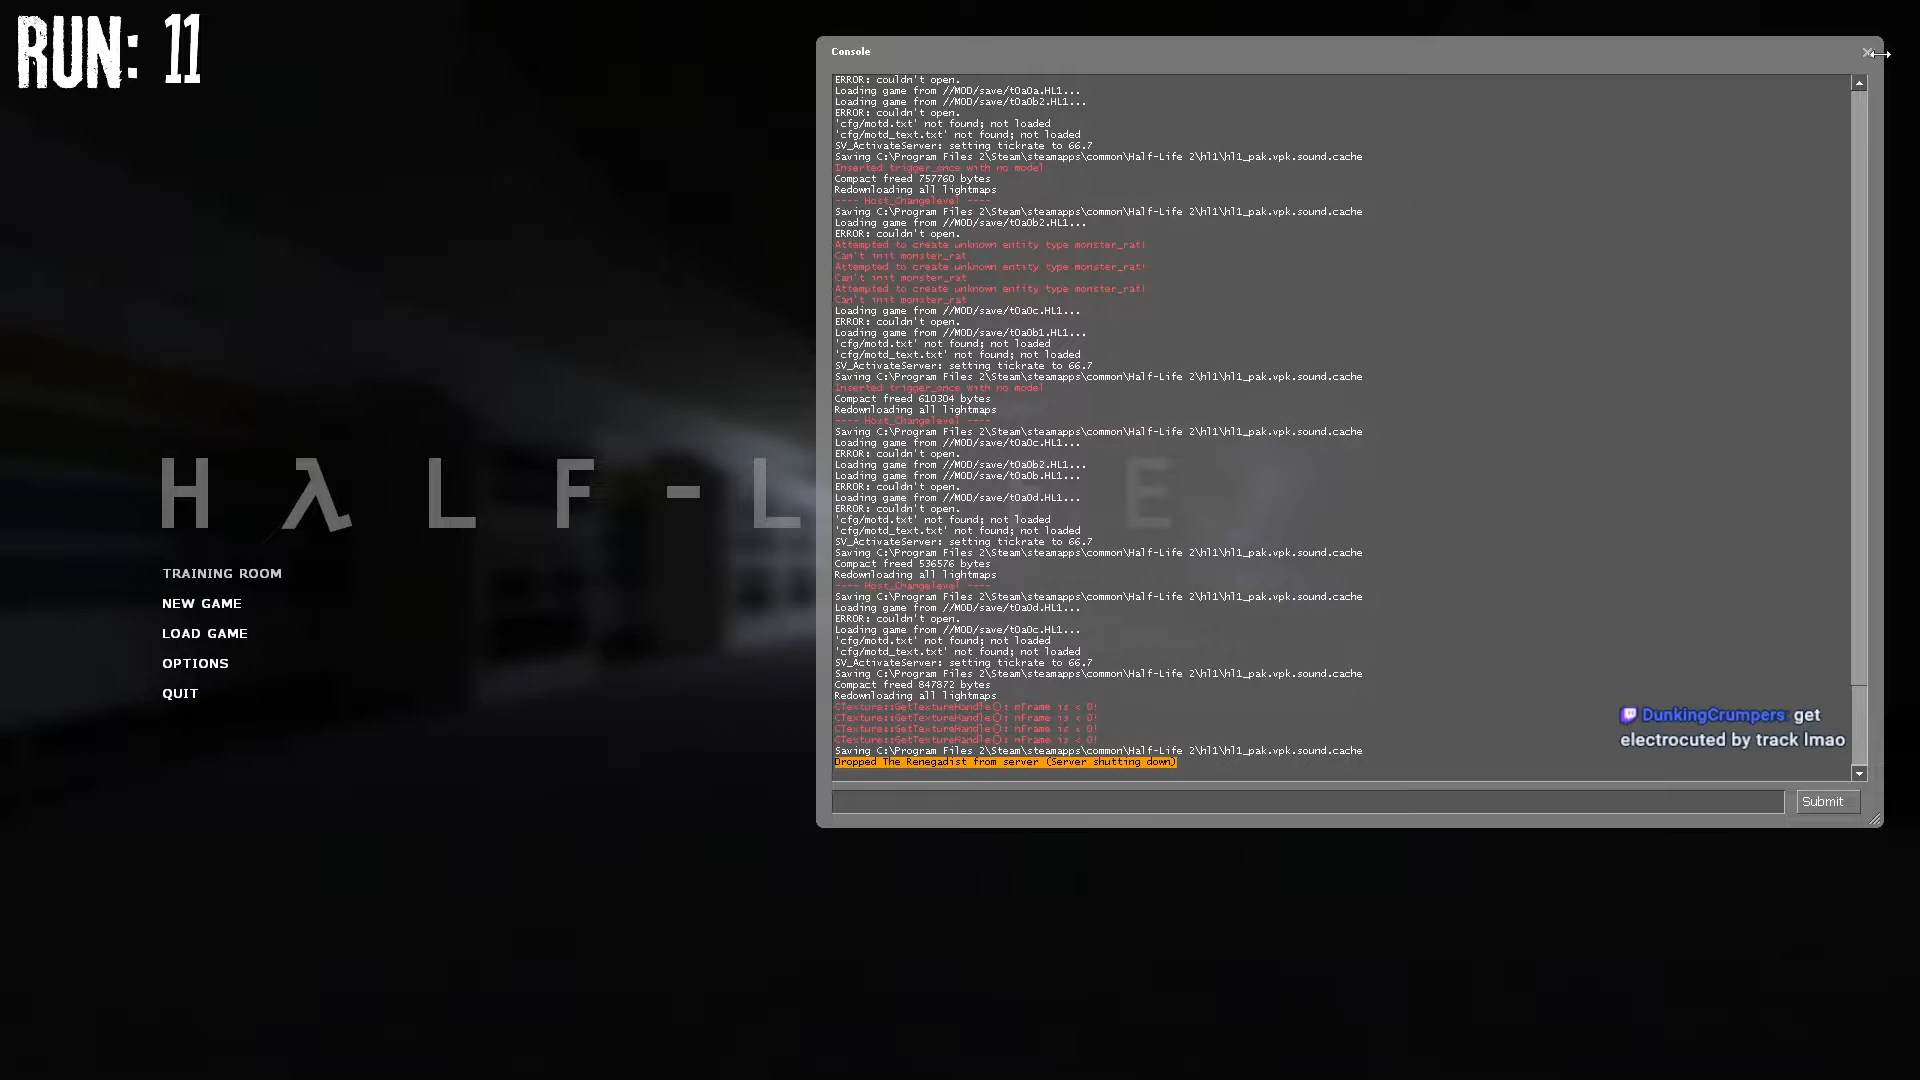 RUN: 11
Console
ERROR: couldn't open.
Loading game from //MOD/save/t0a0a.HL1...
Loading game from //MOD/save/t0a0b2.HL1...
ERROR: couldn't open.
'cfg/motd.txt' not found; not loaded
'cfg/motd_text.txt' not found; not loaded
SV_ActivateServer: setting tickrate to 66.7
Saving C:\Program Files 2\Steam\steamapps\common\Half-Life 2\hl1\hl1_pak.vpk.sound.cache
Inserted trigger_once with no model
Compact freed 757760 bytes
Redownloading all lightmaps
---- Host_Changelevel ----
Saving C:\Program Files 2\Steam\steamapps\common\Half-Life 2\hl1\hl1_pak.vpk.sound.cache
Loading game from //MOD/save/t0a0b2.HL1...
ERROR: couldn't open.
Attempted to create unknown entity type monster_rat!
Can't init monster_rat
Attempted to create unknown entity type monster_rat!
Can't init monster_rat
Attempted to create unknown entity type monster_rat!
Can't init monster_rat
Loading game from //MOD/save/t0a0c.HL1...
ERROR: couldn't open.
Loading game from //MOD/save/t0a0b1.HL1...
'cfg/motd.txt' not found; not loaded
'cfg/motd_text.txt' not found; not loaded
SV_ActivateServer: setting tickrate to 66.7
Saving C:\Program Files 2\Steam\steamapps\common\Half-Life 2\hl1\hl1_pak.vpk.sound.cache
Inserted trigger_once with no model
Compact freed 610304 bytes
Redownloading all lightmaps
---- Host_Changelevel ----
Saving C:\Program Files 2\Steam\steamapps\common\Half-Life 2\hl1\hl1_pak.vpk.sound.cache
Loading game from //MOD/save/t0a0c.HL1...
ERROR: couldn't open.
Loading game from //MOD/save/t0a0b2.HL1...
Loading game from //MOD/save/t0a0b.HL1...
ERROR: couldn't open.
Loading game from //MOD/save/t0a0d.HL1...
ERROR: couldn't open.
'cfg/motd.txt' not found; not loaded
'cfg/motd_text.txt' not found; not loaded
SV_ActivateServer: setting tickrate to 66.7
Saving C:\Program Files 2\Steam\steamapps\common\Half-Life 2\hl1\hl1_pak.vpk.sound.cache
Compact freed 536576 bytes
Redownloading all lightmaps
---- Host_Changelevel ----
Saving C:\Program Files 2\Steam\steamapps\common\Half-Life 2\hl1\hl1_pak.vpk.sound.cache
Loading game from //MOD/save/t0a0d.HL1...
ERROR: couldn't open.
Loading game from //MOD/save/t0a0c.HL1...
'cfg/motd.txt' not found; not loaded
'cfg/motd_text.txt' not found; not loaded
SV_ActivateServer: setting tickrate to 66.7
Saving C:\Program Files 2\Steam\steamapps\common\Half-Life 2\hl1\hl1_pak.vpk.sound.cache
Compact freed 847872 bytes
Redownloading all lightmaps
CTexture::GetTextureHandle(): nFrame is < 0!
CTexture::GetTextureHandle(): nFrame is < 0!
CTexture::GetTextureHandle(): nFrame is < 0!
CTexture::GetTextureHandle(): nFrame is < 0!
Saving C:\Program Files 2\Steam\steamapps\common\Half-Life 2\hl1\hl1_pak.vpk.sound.cache
Dropped The Renegadist from server (Server shutting down)
Submit
HλLF-L E
TRAINING ROOM
NEW GAME
LOAD GAME
OPTIONS
QUIT
DunkingCrumpers: get
electrocuted by track lmao